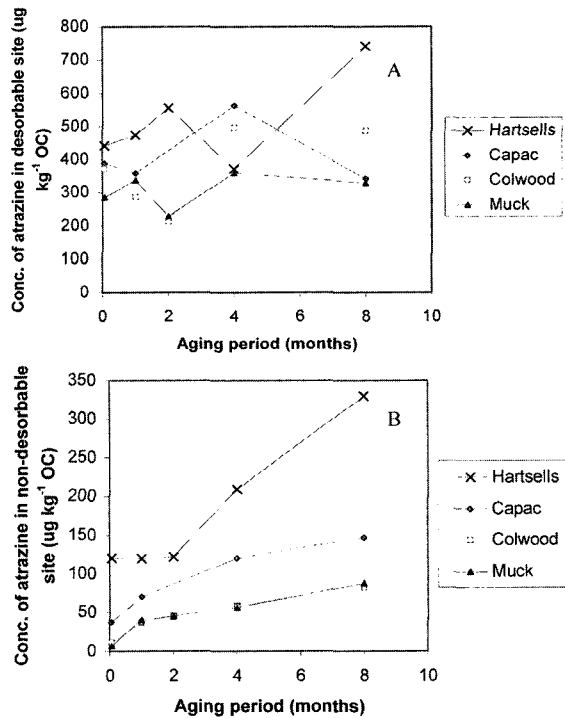 Conc. of atrazine in desorbable site (ug
kg-1 OC)
800
700
600
500
400
300
200
100
0
A
0
2
4
6
8
10
Aging period (months)
Hartsells
Capac
Colwood
Muck
Conc. of atrazine in non-desorbable
site (ug kg-1 OC)
350
300
250
200
150
100
50
0
B
0
2
4
6
8
10
Aging period (months)
Hartsells
Capac
Colwood
Muck